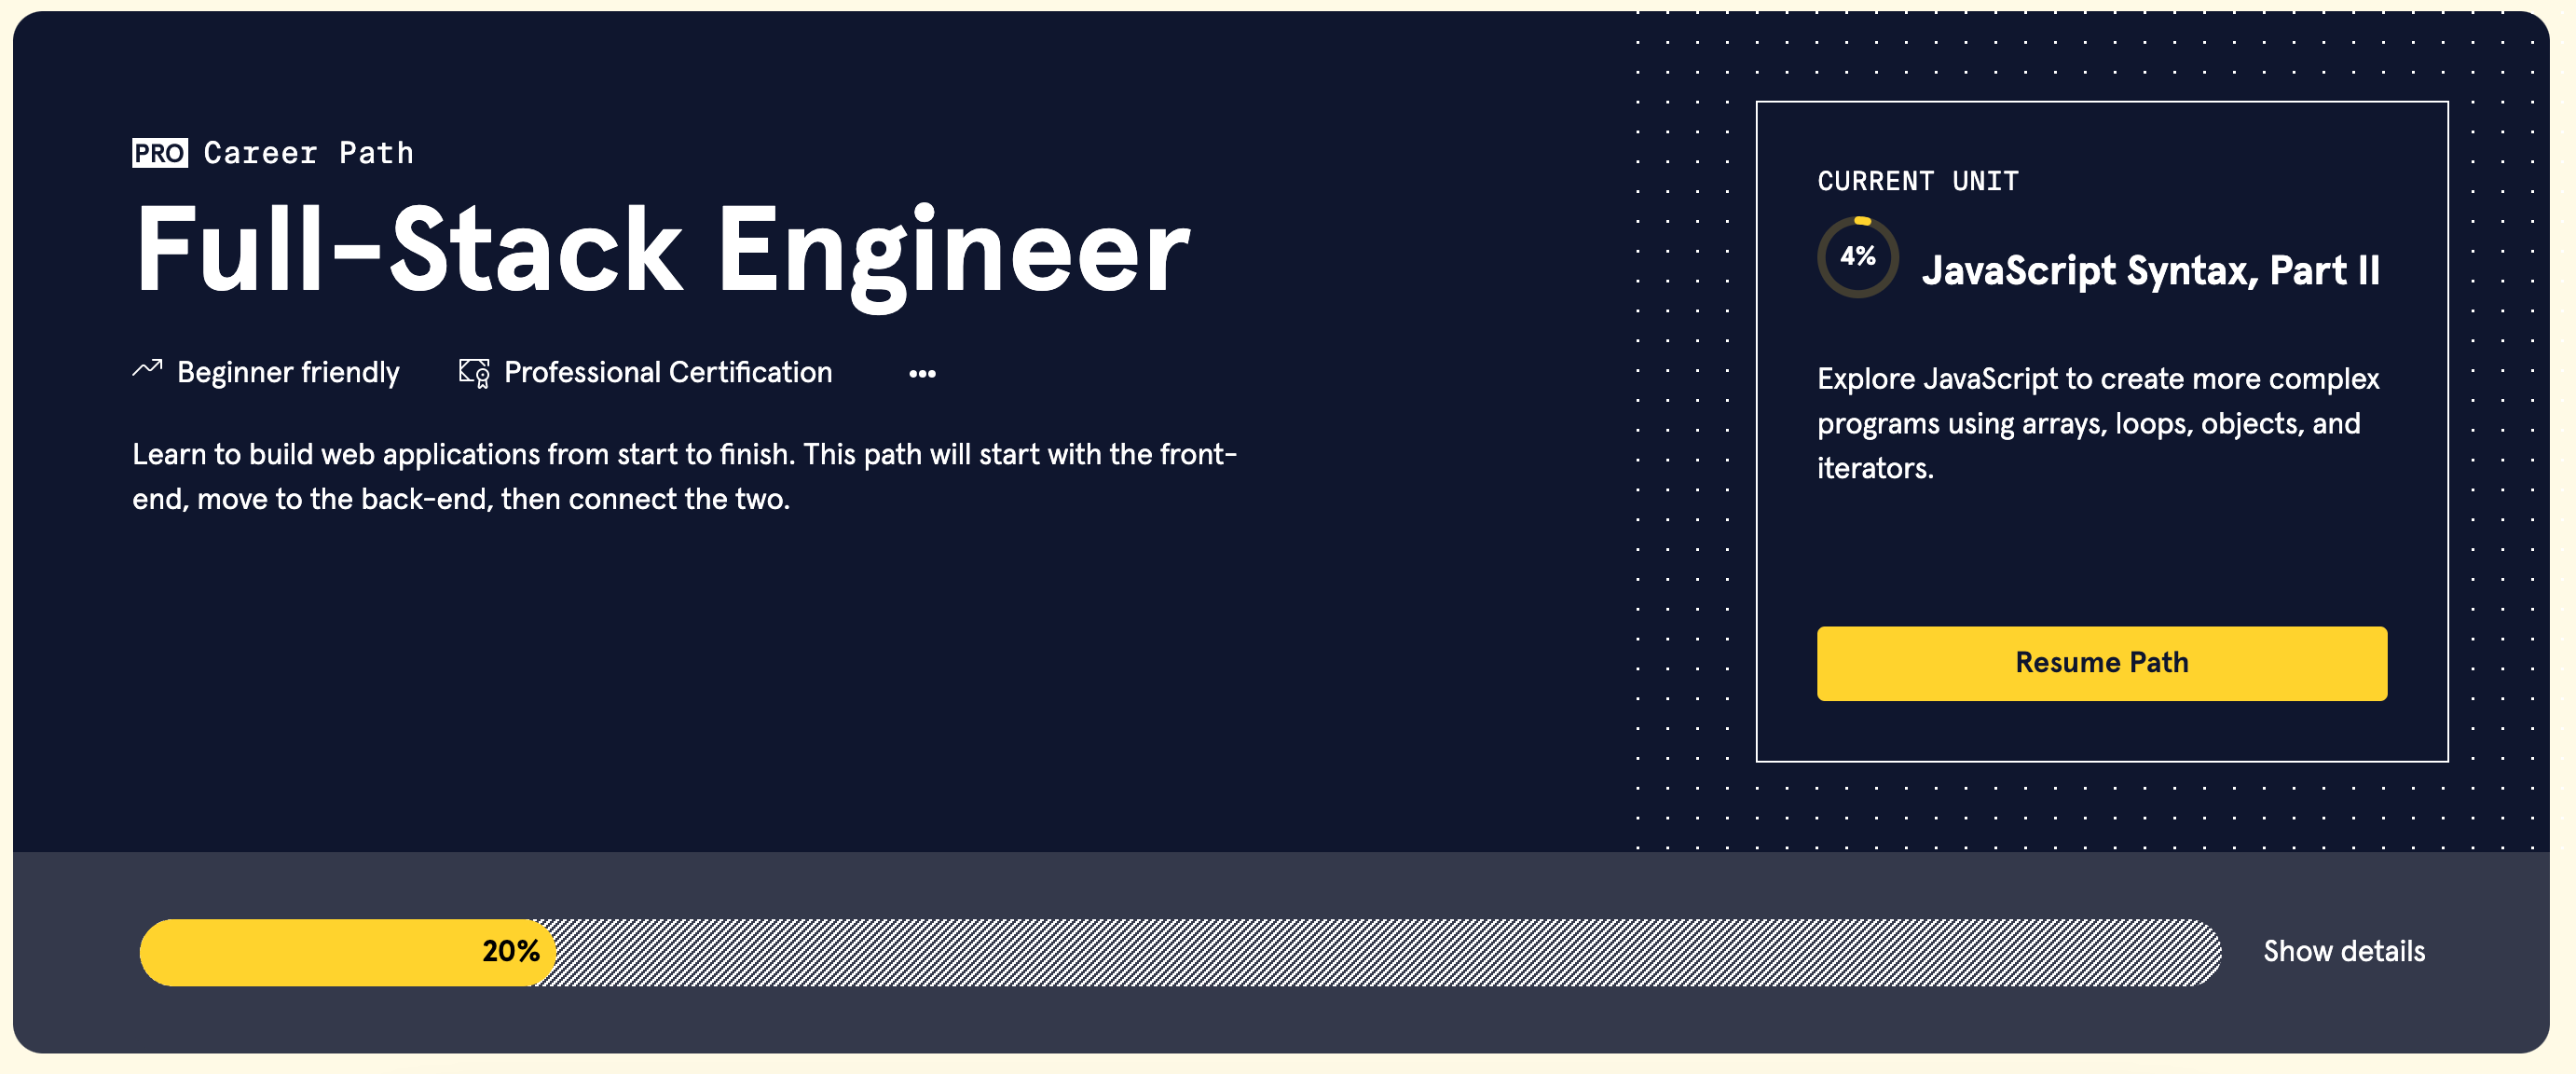 PRO Career Path
Full-Stack Engineer
Beginner friendly
Professional Certification
Learn to build web applications from start to finish. This path will start with the front-
end, move to the back-end, then connect the two.
CURRENT UNIT
4%
JavaScript Syntax, Part II
Explore JavaScript to create more complex
programs using arrays, loops, objects, and
iterators.
Resume Path
20%
Show details